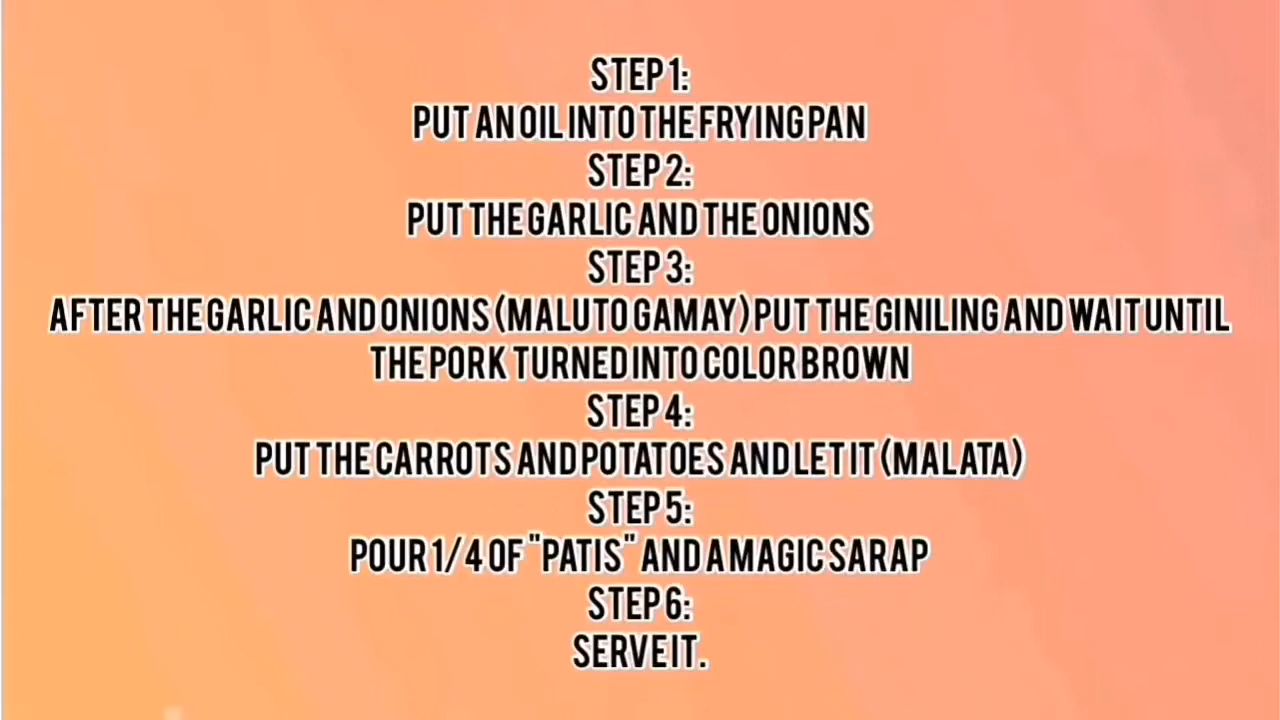 STEP 1:
PUT AN OIL INTO THE FRYING PAN
STEP 2:
PUT THE GARLIC AND THE ONIONS
STEP 3:
AFTER THE GARLIC AND ONIONS (MALUTO GAMAY) PUT THE GINILING AND WAIT UNTIL
THE PORK TURNED INTO COLOR BROWN
STEP 4:
PUT THE CARROTS AND POTATOES AND LET IT (MALATA)
STEP 5:
POUR 1/4 OF "PATIS" AND A MAGIC SARAP
STEP 6:
SERVE IT.